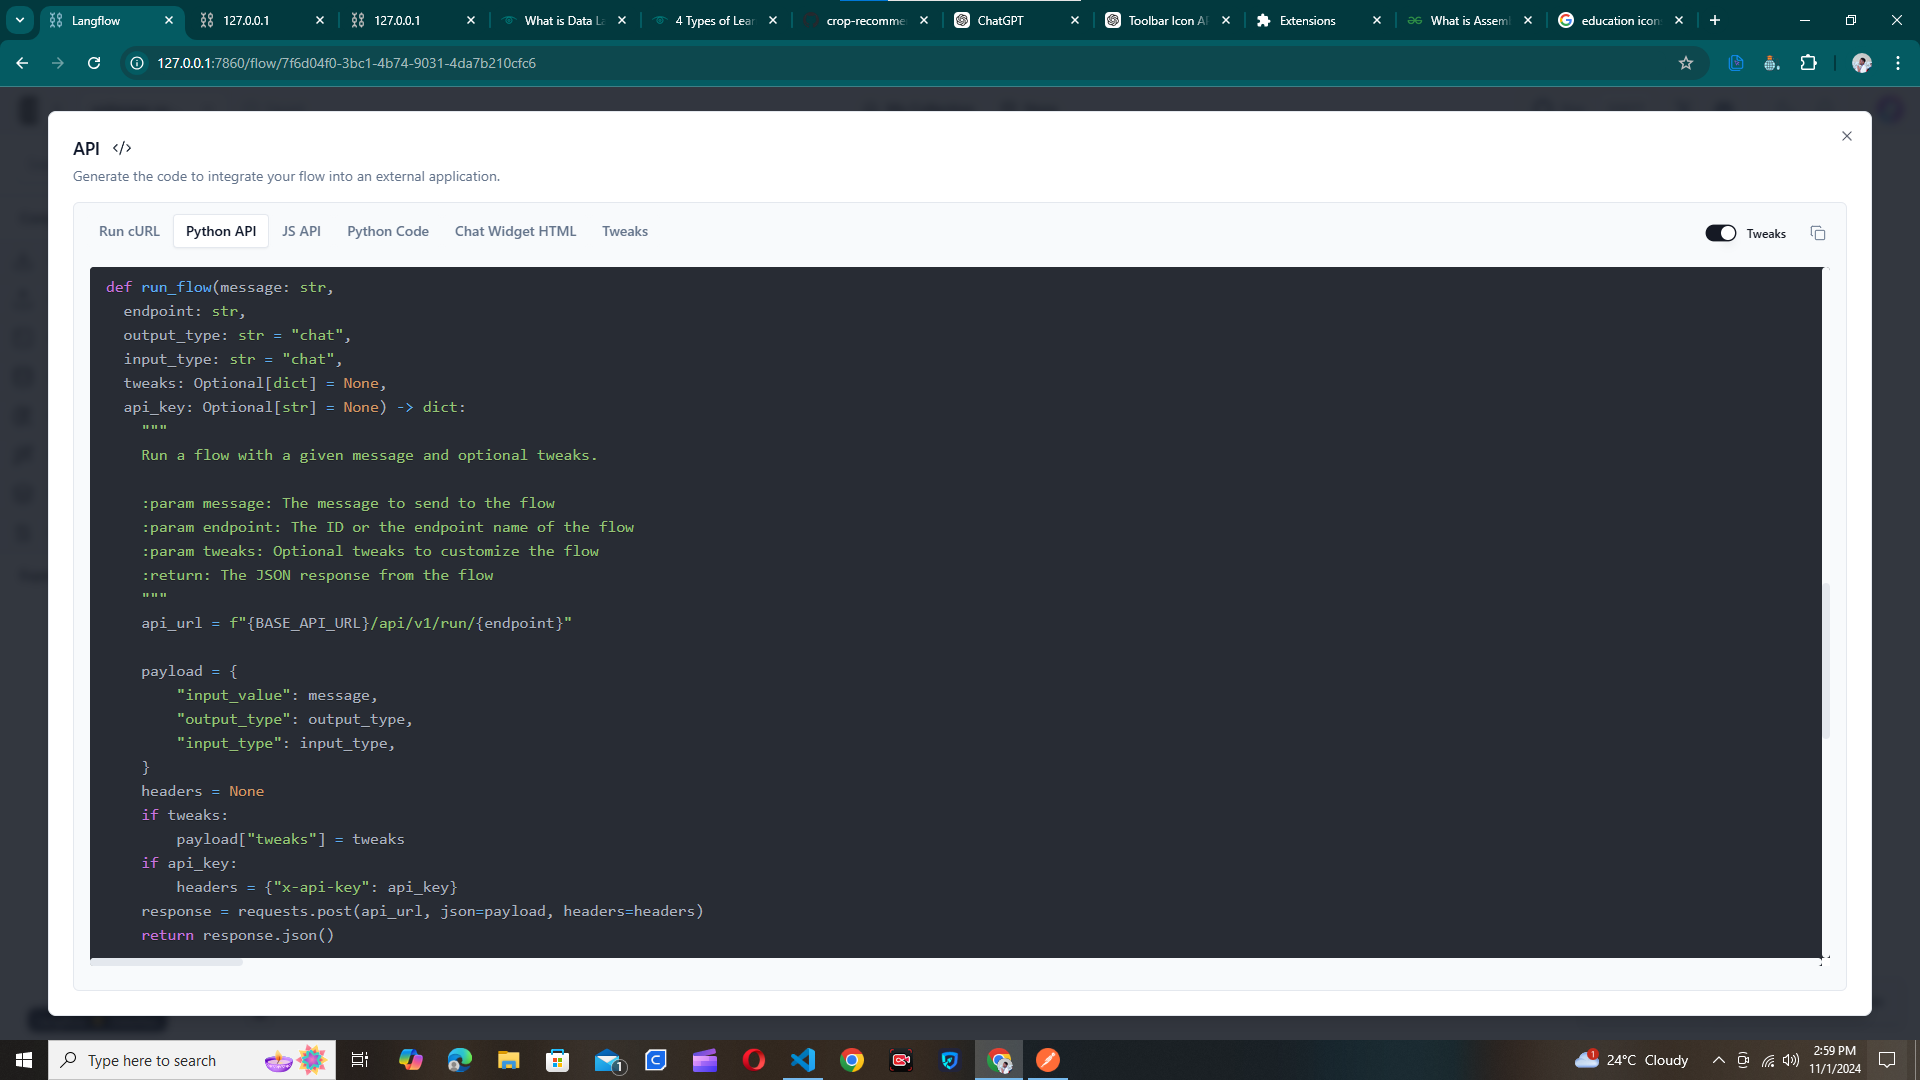 Langflow
127.0.0.1
127.0.0.1
What is Data La
4 Types of Lear
crop-recomme
ChatGPT
Toolbar Icon AI
Extensions
What is Assem
education icon
127.0.0.1:7860/flow/7f6d04f0-3bc1-4b74-9031-4da7b210cfc6
API </>
Generate the code to integrate your flow into an external application.
Run cURL Python API JS API Python Code Chat Widget HTML Tweaks
Tweaks
def run_flow(message: str,
endpoint: str,
output_type: str = "chat",
input_type: str = "chat",
tweaks: Optional[dict] = None,
api_key: Optional[str] = None) -> dict:
"""
Run a flow with a given message and optional tweaks.
:param message: The message to send to the flow
:param endpoint: The ID or the endpoint name of the flow
:param tweaks: Optional tweaks to customize the flow
:return: The JSON response from the flow
"""
api_url = f"{BASE_API_URL}/api/v1/run/{endpoint}"
payload = {
"input_value": message,
"output_type": output_type,
"input_type": input_type,
}
headers = None
if tweaks:
payload["tweaks"] = tweaks
if api_key:
headers = {"x-api-key": api_key}
response = requests.post(api_url, json=payload, headers=headers)
return response.json()
Type here to search
1
1
24°C Cloudy
2:59 PM
11/1/2024